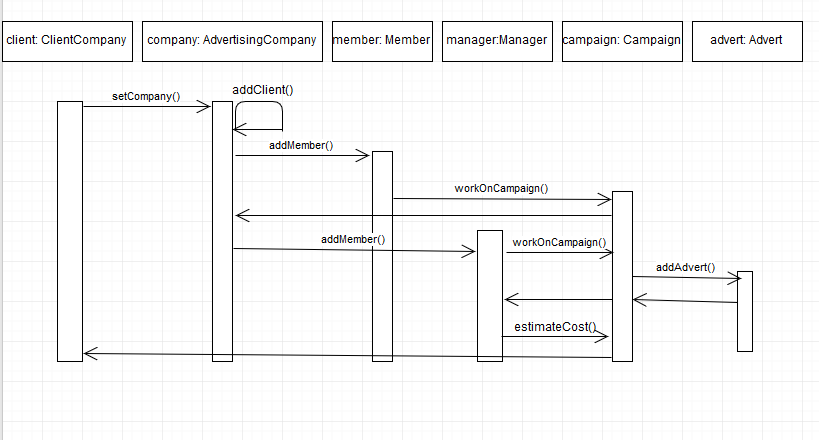 client: ClientCompany
company: AdvertisingCompany
member: Member
manager:Manager
campaign: Campaign
advert: Advert
addClient()
setCompany()
addMember()
workOnCampaign()
addMember()
workOnCampaign()
addAdvert()
estimateCost()